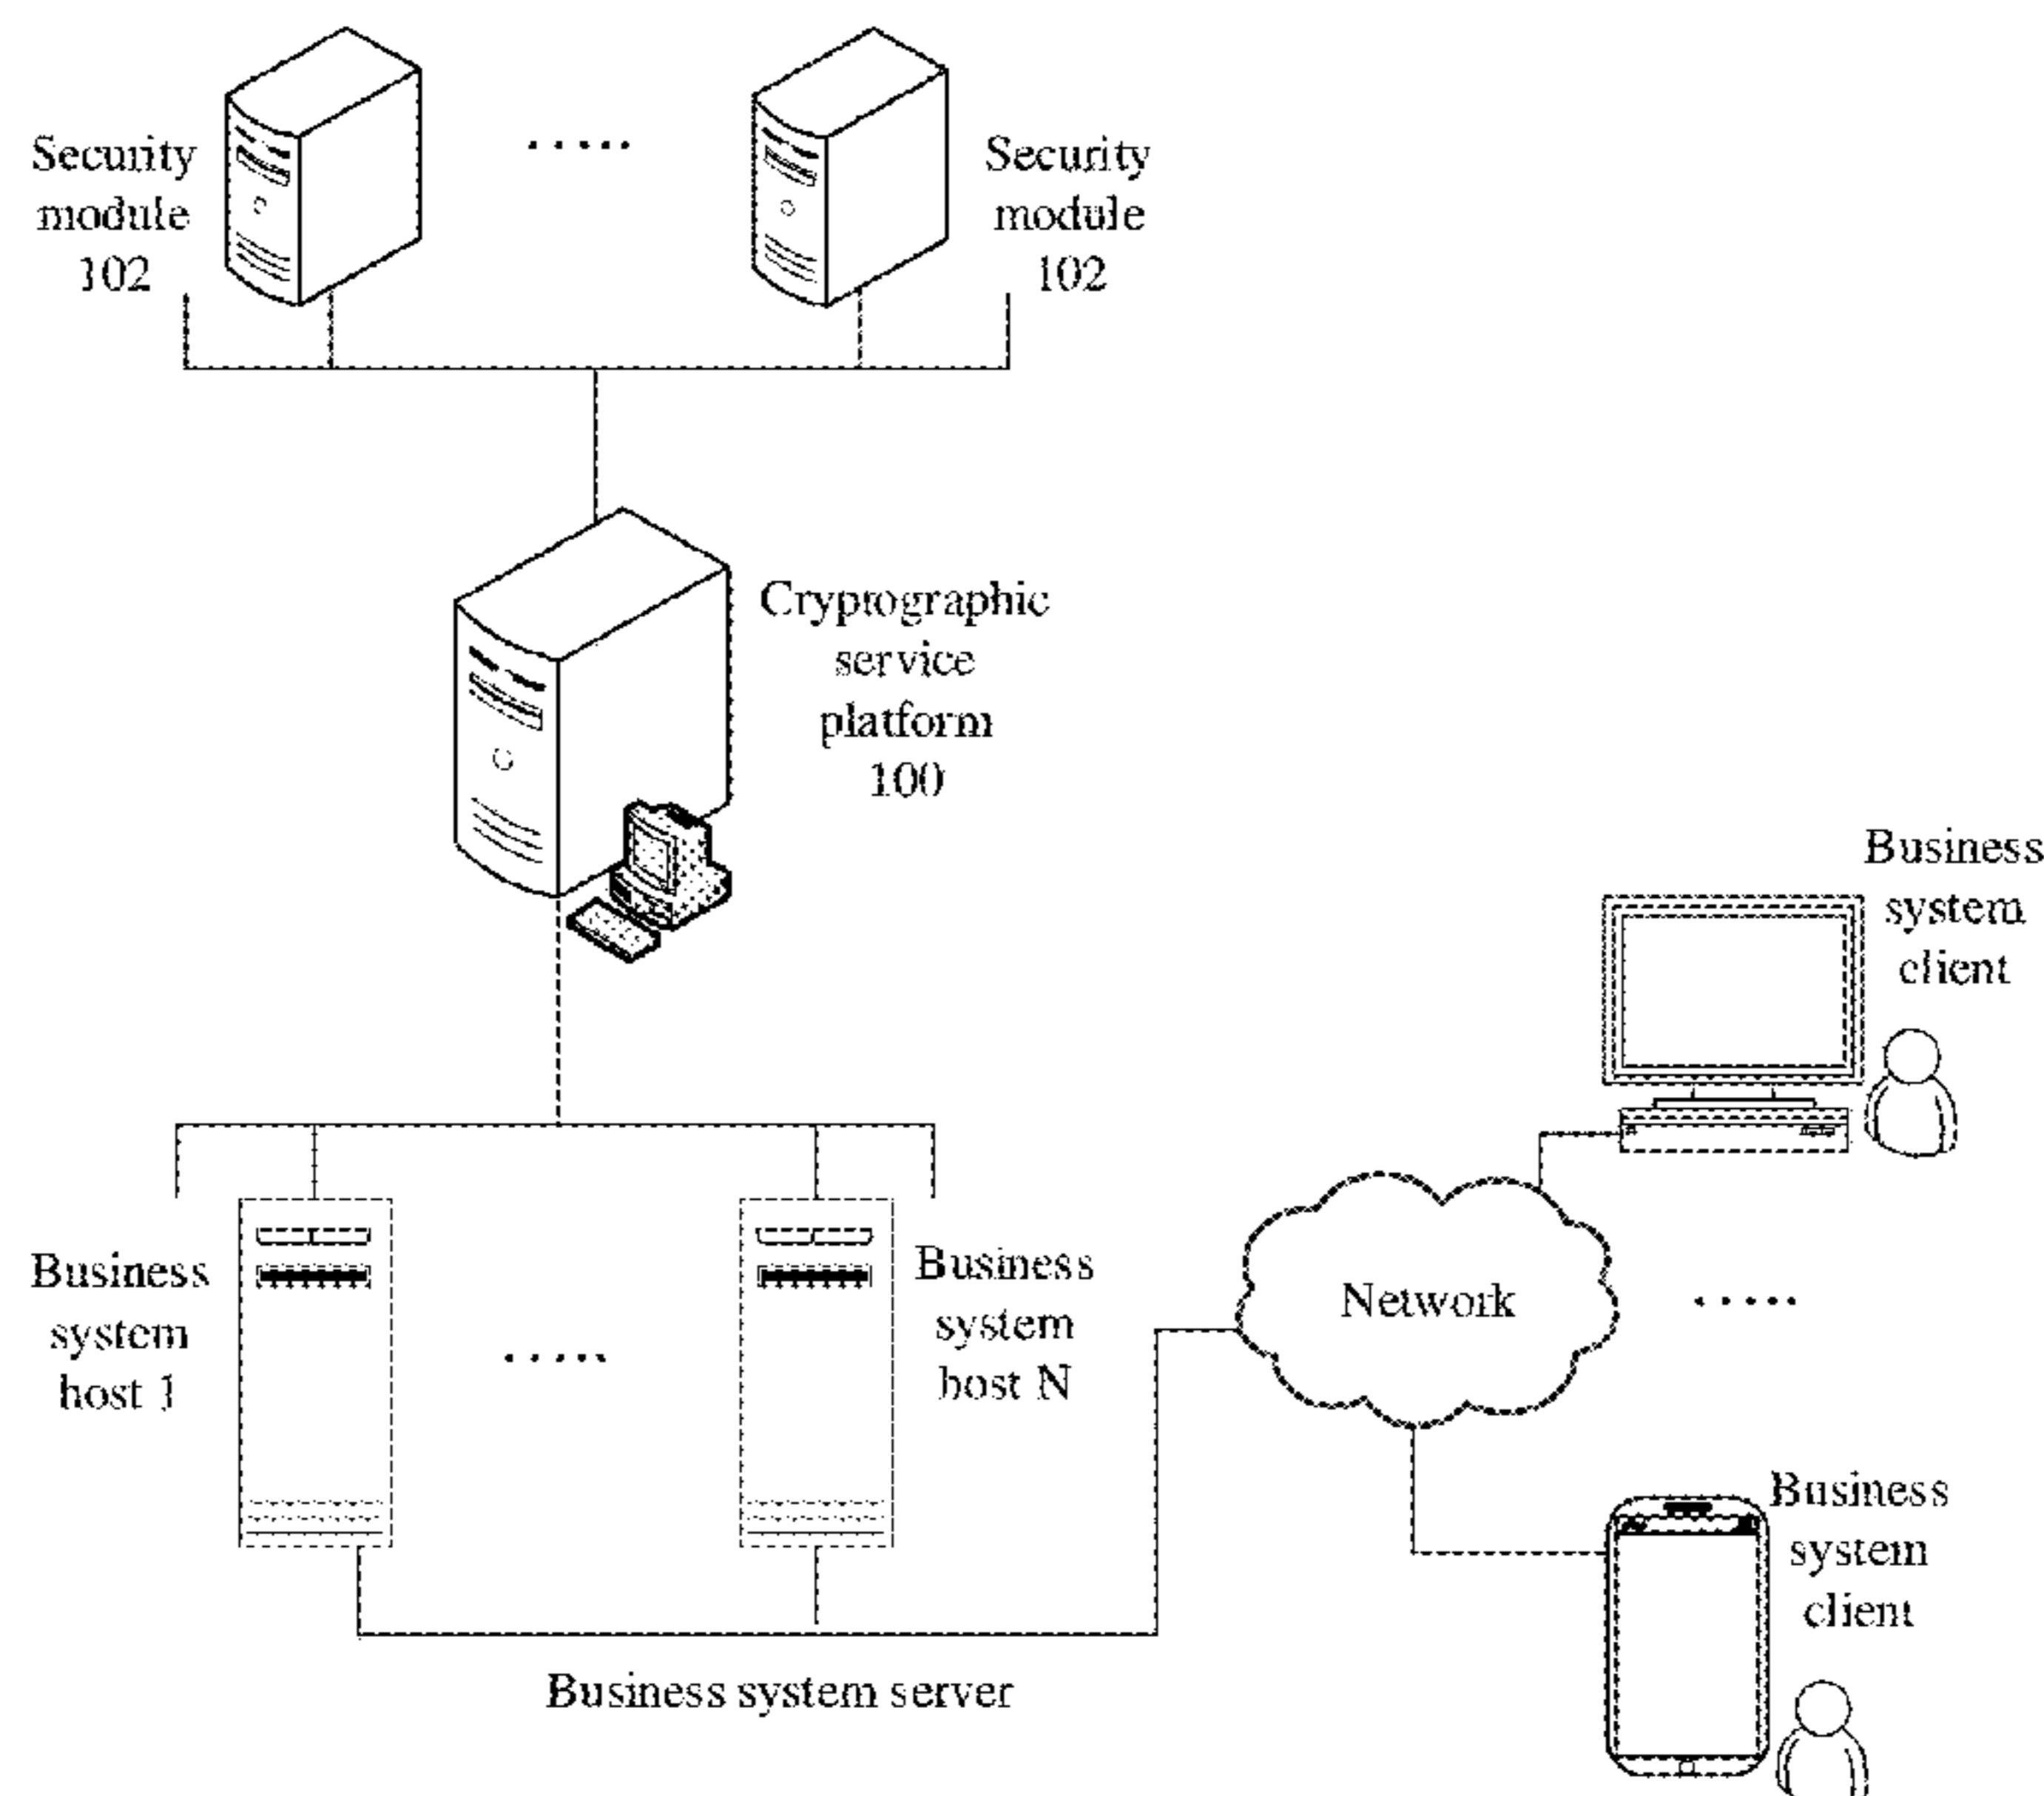 Security
module
102
Security
module
102
Cryptographic
service
platform
100
Business
system
client
Business
system
host 1
Business
system
host N
Network
Business
system
client
Business system server